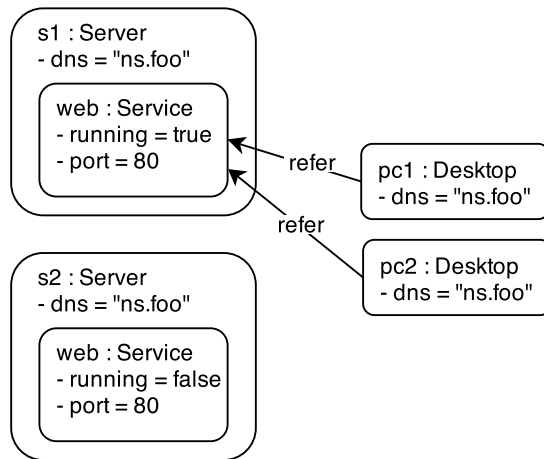 s1 : Server
- dns = "ns.foo"
web : Service
- running = true
- port = 80
refer
pc1 : Desktop
- dns = "ns.foo"
refer
pc2 : Desktop
- dns = "ns.foo"
s2 : Server
- dns = "ns.foo"
web : Service
- running = false
- port = 80